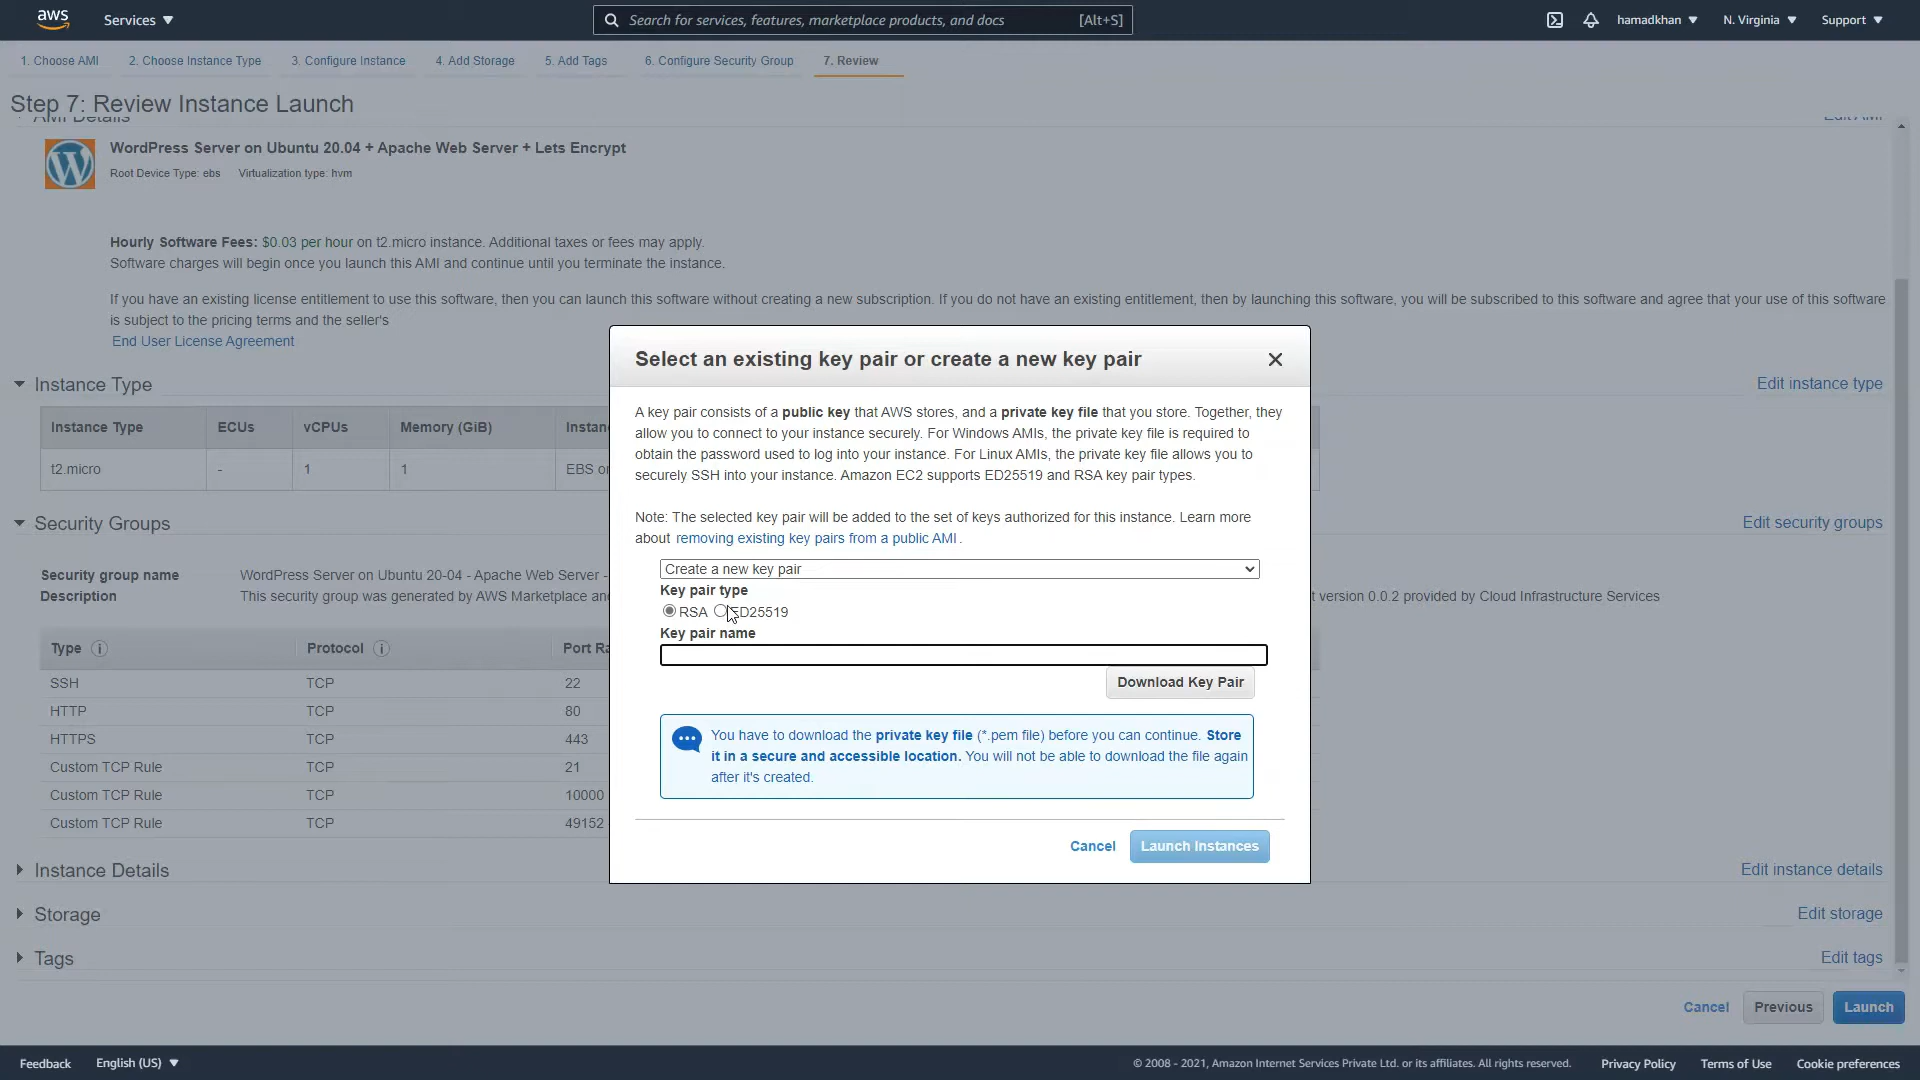 aws
Services
Search for services, features, marketplace products, and docs
[Alt+S]
hamadkhan
N. Virginia
Support
1. Choose AMI
2. Choose Instance Type
3. Configure Instance
4. Add Storage
5. Add Tags
6. Configure Security Group
7. Review
Step 7: Review Instance Launch
AMI Details
Edit AMI
WordPress Server on Ubuntu 20.04 + Apache Web Server + Lets Encrypt
Root Device Type: ebs Virtualization type: hvm
Hourly Software Fees: $0.03 per hour on t2.micro instance. Additional taxes or fees may apply.
Software charges will begin once you launch this AMI and continue until you terminate the instance.
If you have an existing license entitlement to use this software, then you can launch this software without creating a new subscription. If you do not have an existing entitlement, then by launching this software, you will be subscribed to this software and agree that your use of this software
is subject to the pricing terms and the seller's
End User License Agreement
Instance Type
Edit instance type
Instance Type ECUs vCPUs Memory (GiB) Instan
t2.micro - 1 1 EBS o
Security Groups
Edit security groups
Security group name WordPress Server on Ubuntu 20-04 - Apache Web Server -
Description This security group was generated by AWS Marketplace an
t version 0.0.2 provided by Cloud Infrastructure Services
Type Protocol Port Ra
SSH TCP 22
HTTP TCP 80
HTTPS TCP 443
Custom TCP Rule TCP 21
Custom TCP Rule TCP 10000
Custom TCP Rule TCP 49152
Instance Details
Edit instance details
Storage
Edit storage
Tags
Edit tags
Select an existing key pair or create a new key pair
A key pair consists of a public key that AWS stores, and a private key file that you store. Together, they
allow you to connect to your instance securely. For Windows AMIs, the private key file is required to
obtain the password used to log into your instance. For Linux AMIs, the private key file allows you to
securely SSH into your instance. Amazon EC2 supports ED25519 and RSA key pair types.
Note: The selected key pair will be added to the set of keys authorized for this instance. Learn more
about removing existing key pairs from a public AMI.
Create a new key pair
Key pair type
RSA ED25519
Key pair name
Download Key Pair
You have to download the private key file (*.pem file) before you can continue. Store
it in a secure and accessible location. You will not be able to download the file again
after it's created.
Cancel
Launch Instances
Cancel
Previous
Launch
Feedback
English (US)
© 2008 - 2021, Amazon Internet Services Private Ltd. or its affiliates. All rights reserved.
Privacy Policy
Terms of Use
Cookie preferences